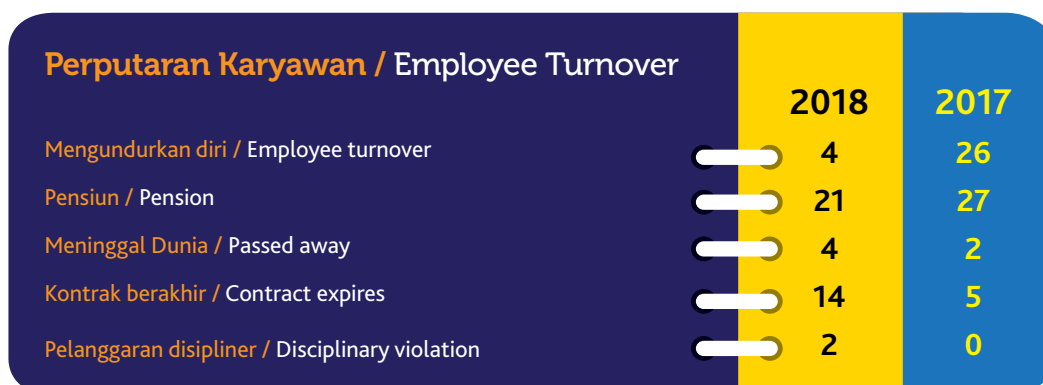 Perputaran Karyawan / Employee Turnover
2018 2017
Mengundurkan diri / Employee turnover 4 26
Pensiun / Pension 21 27
Meninggal Dunia / Passed away 4 2
Kontrak berakhir / Contract expires 14 5
Pelanggaran disipliner / Disciplinary violation 2 0